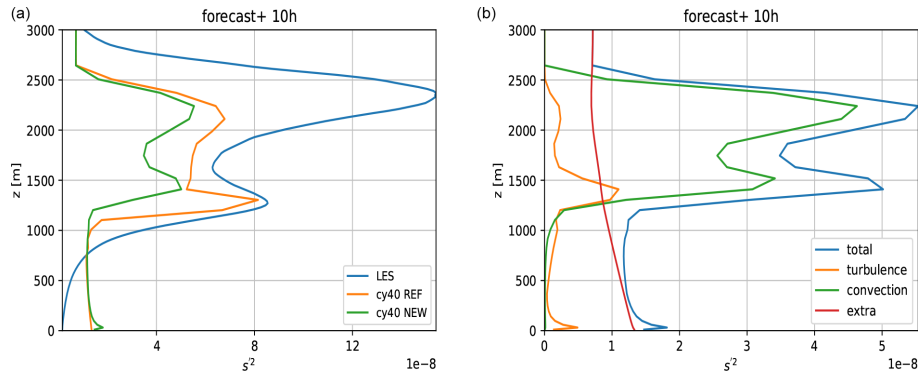 (a)
forecast+ 10h
3000
2500
2000
1500
1000
500
0
z [m]
4
8
12
1e−8
s′2
LES
cy40 REF
cy40 NEW
(b)
forecast+ 10h
3000
2500
2000
1500
1000
500
0
z [m]
0
1
2
3
4
5
1e−8
s′2
total
turbulence
convection
extra